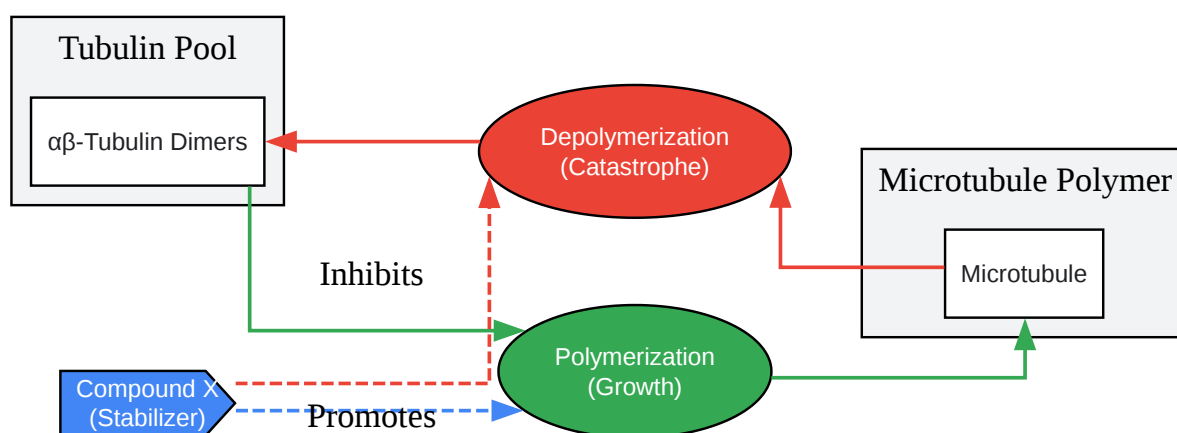 Tubulin Pool
αβ-Tubulin Dimers
Depolymerization
(Catastrophe)
Microtubule Polymer
Microtubule
Inhibits
Polymerization
(Growth)
Compound X
(Stabilizer)
Promotes